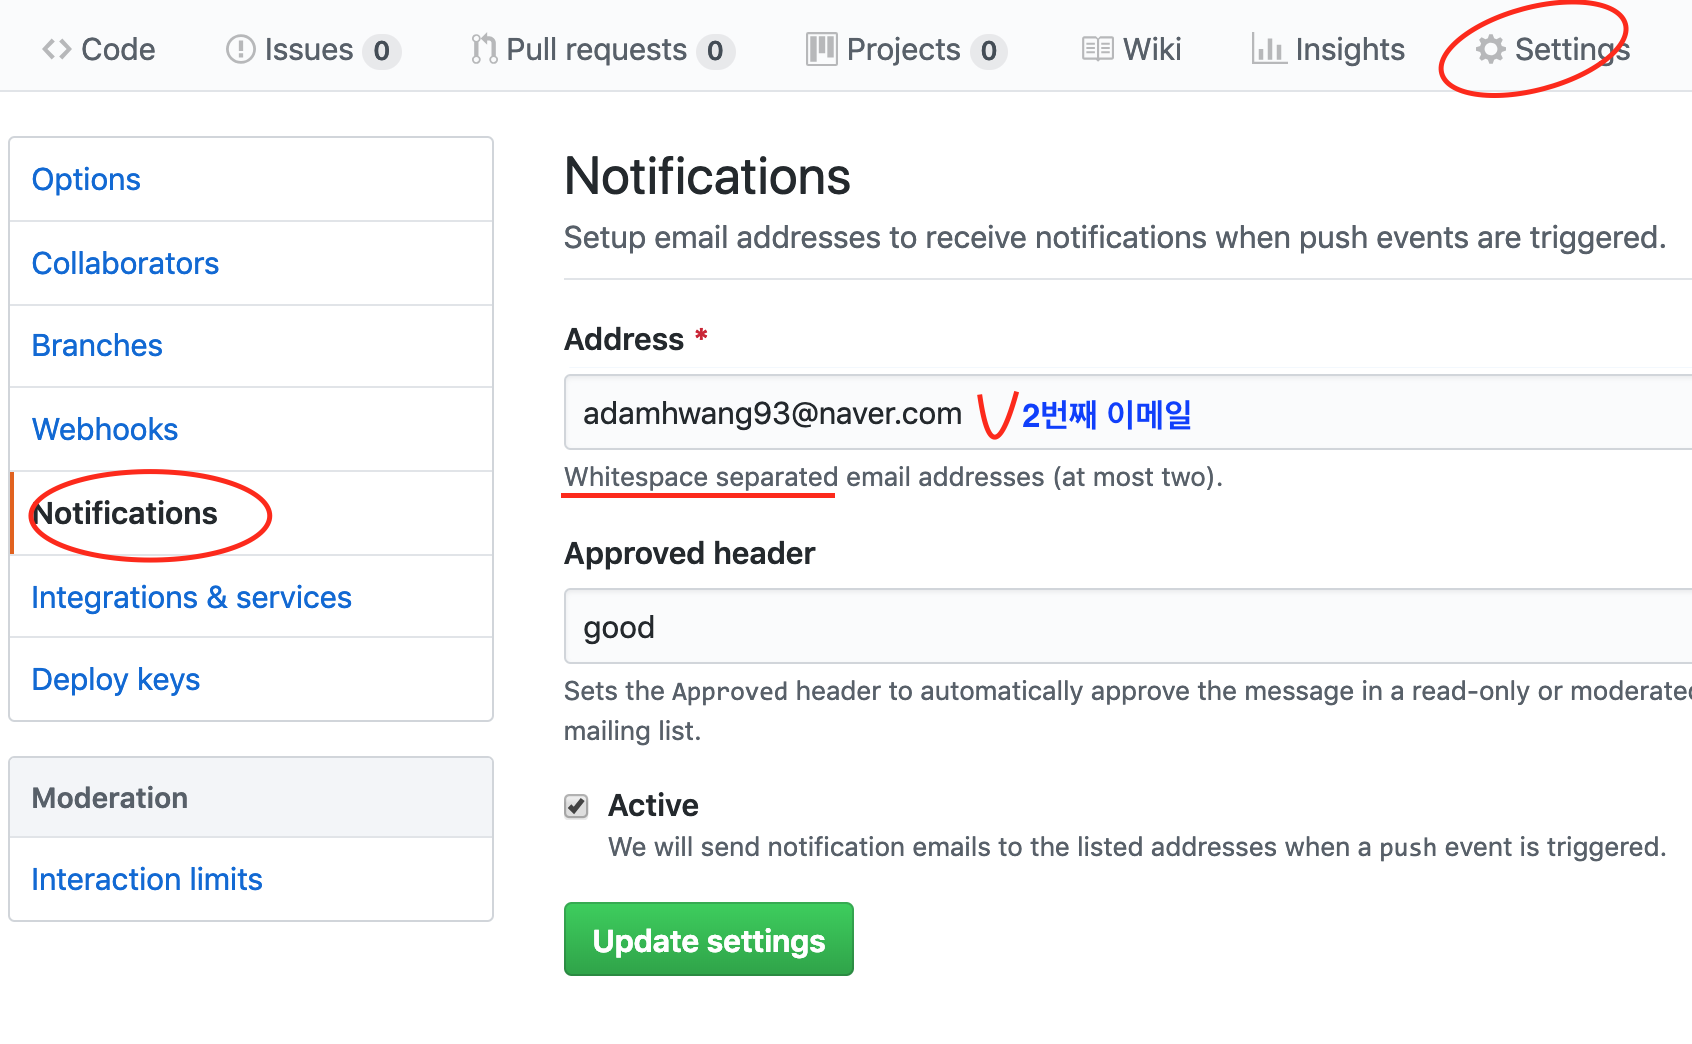 Code Issues 0 Pull requests 0 Projects 0 Wiki Insights Settings
Options
Collaborators
Branches
Webhooks
Notifications
Integrations & services
Deploy keys
Moderation
Interaction limits
Notifications
Setup email addresses to receive notifications when push events are triggered.
Address *
adamhwang93@naver.com 2번째 이메일
Whitespace separated email addresses (at most two).
Approved header
good
Sets the Approved header to automatically approve the message in a read-only or moderated
mailing list.
Active
We will send notification emails to the listed addresses when a push event is triggered.
Update settings